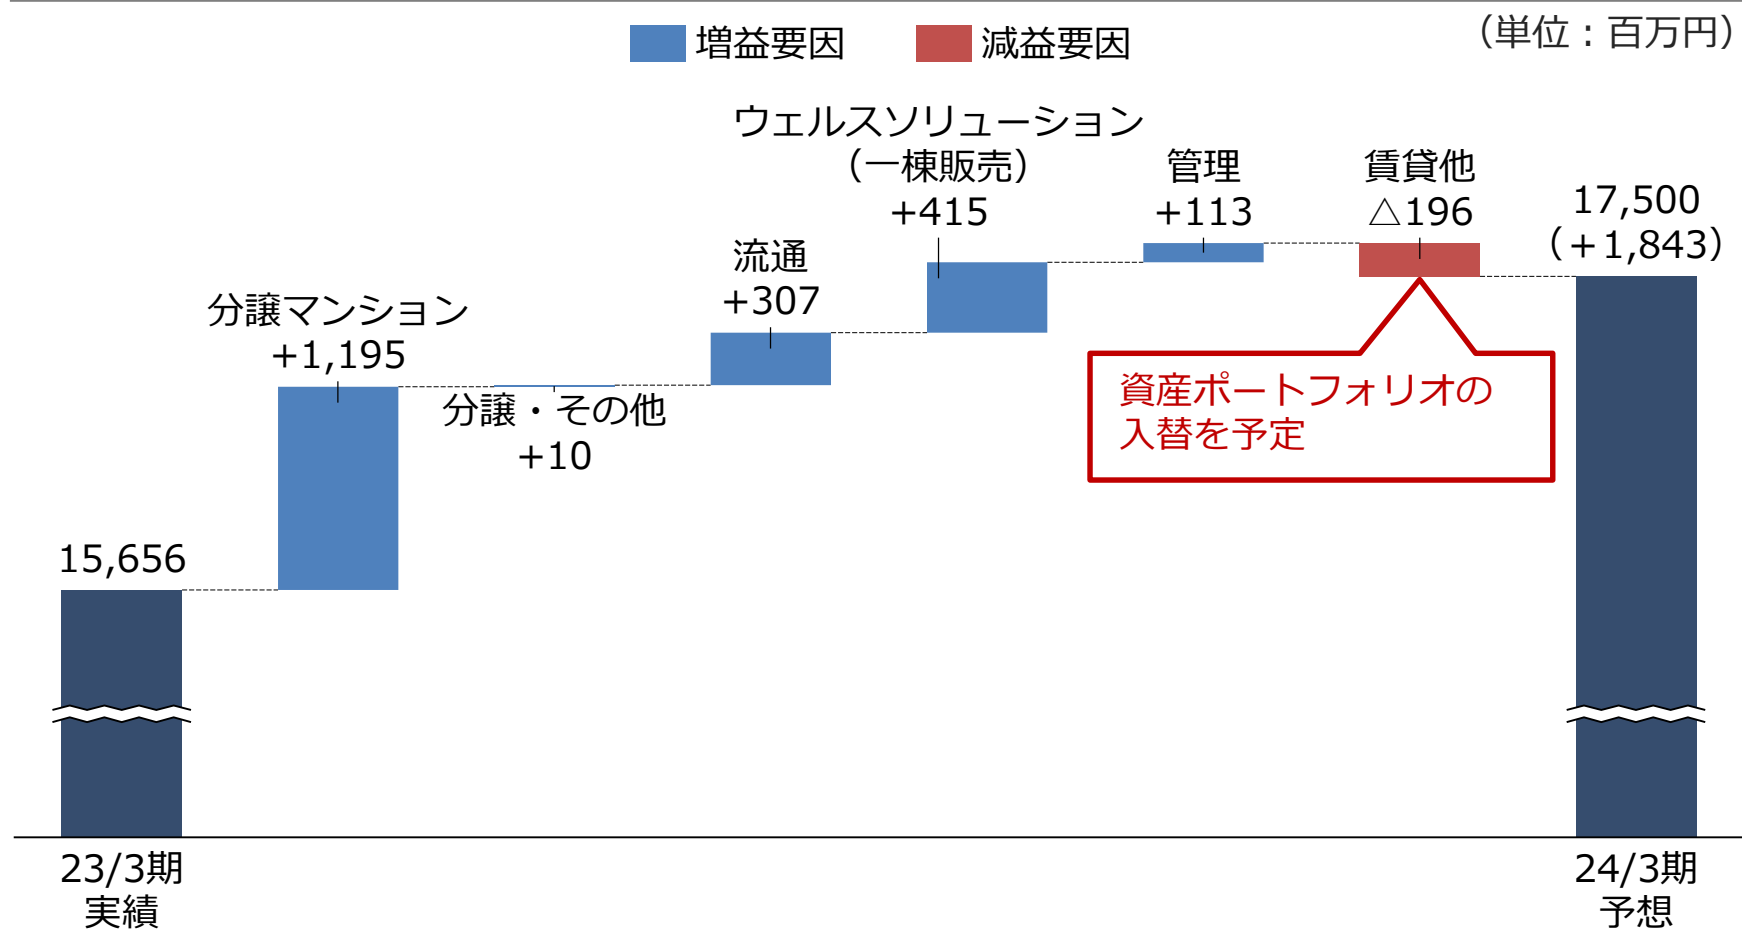 増益要因
減益要因
（単位：百万円）
15,656
分譲マンション
+1,195
分譲・その他
+10
流通
+307
ウェルスソリューション
（一棟販売）
+415
管理
+113
賃貸他
△196
資産ポートフォリオの
入替を予定
17,500
（＋1,843）
23/3期
実績
24/3期
予想